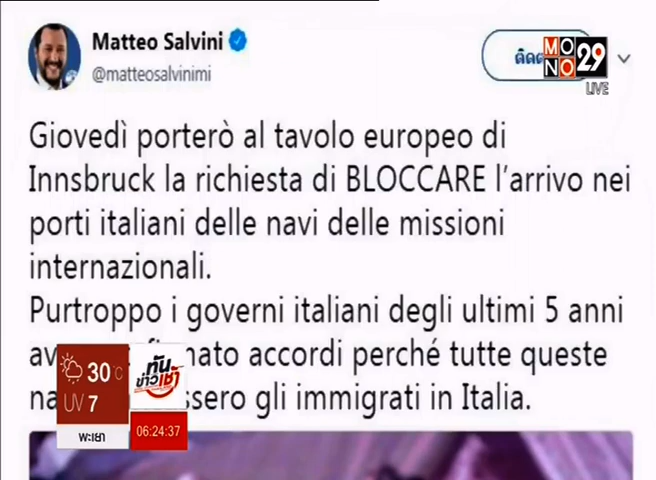 Matteo Salvini
@matteosalvinimi
MONO 29
LIVE
Giovedì porterò al tavolo europeo di
Innsbruck la richiesta di BLOCCARE l'arrivo nei
porti italiani delle navi delle missioni
internazionali.
Purtroppo i governi italiani degli ultimi 5 anni
accordi perché tutte queste
gli immigrati in Italia.
30°C
UV 7
พะเยา
ทันข่าวเช้า
06:24:37